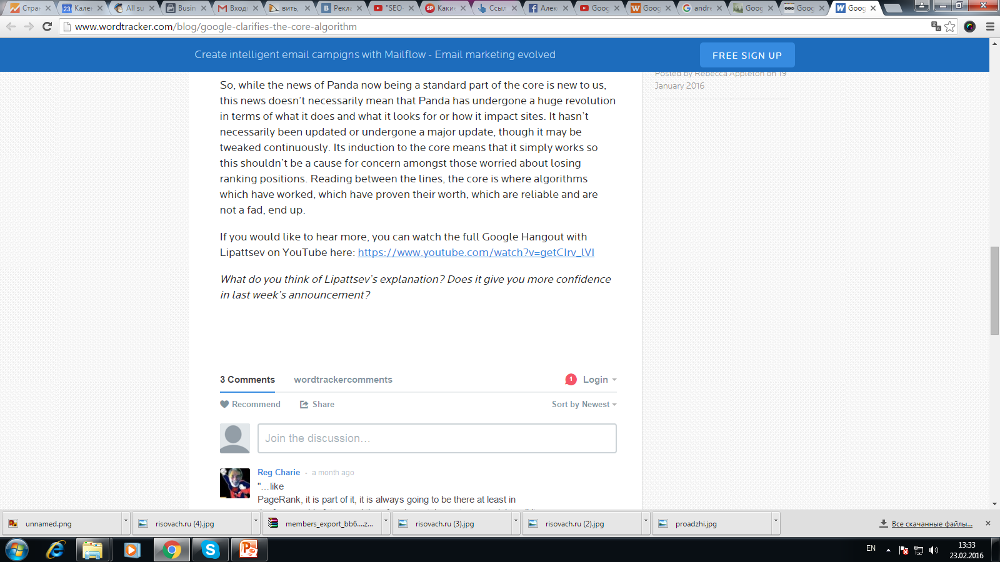 Стран
23 Кален
All su
Busin
Входя
вить,
Рекла
"SEO-
SP Какие
Ссыл
Алекс
Goog
Goog
andre
Goog
Goog
Goog
www.wordtracker.com/blog/google-clarifies-the-core-algorithm
Create intelligent email campigns with Mailflow - Email marketing evolved
FREE SIGN UP
Posted by Rebecca Appleton on 19
January 2016
So, while the news of Panda now being a standard part of the core is new to us,
this news doesn't necessarily mean that Panda has undergone a huge revolution
in terms of what it does and what it looks for or how it impact sites. It hasn't
necessarily been updated or undergone a major update, though it may be
tweaked continuously. Its induction to the core means that it simply works so
this shouldn't be a cause for concern amongst those worried about losing
ranking positions. Reading between the lines, the core is where algorithms
which have worked, which have proven their worth, which are reliable and are
not a fad, end up.
If you would like to hear more, you can watch the full Google Hangout with
Lipattsev on YouTube here: https://www.youtube.com/watch?v=getCIrv_lVI
What do you think of Lipattsev's explanation? Does it give you more confidence
in last week's announcement?
3 Comments wordtrackercomments 1 Login
Recommend Share Sort by Newest
Join the discussion...
Reg Charie - a month ago
"...like
PageRank, it is part of it, it is always going to be there at least in
unnamed.png
risovach.ru (4).jpg
members_export_bb6....z...
risovach.ru (3).jpg
risovach.ru (2).jpg
proadzhi.jpg
Все скачанные файлы...
EN
13:33
23.02.2016